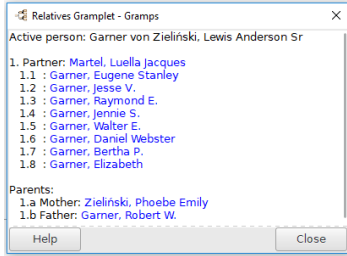 Relatives Gramplet - Gramps
Active person: Garner von Zieliński, Lewis Anderson Sr
1. Partner: Martel, Luella Jacques
1.1 : Garner, Eugene Stanley
1.2 : Garner, Jesse V.
1.3 : Garner, Raymond E.
1.4 : Garner, Jennie S.
1.5 : Garner, Walter E.
1.6 : Garner, Daniel Webster
1.7 : Garner, Bertha P.
1.8 : Garner, Elizabeth
Parents:
1.a Mother: Zieliński, Phoebe Emily
1.b Father: Garner, Robert W.
Help Close